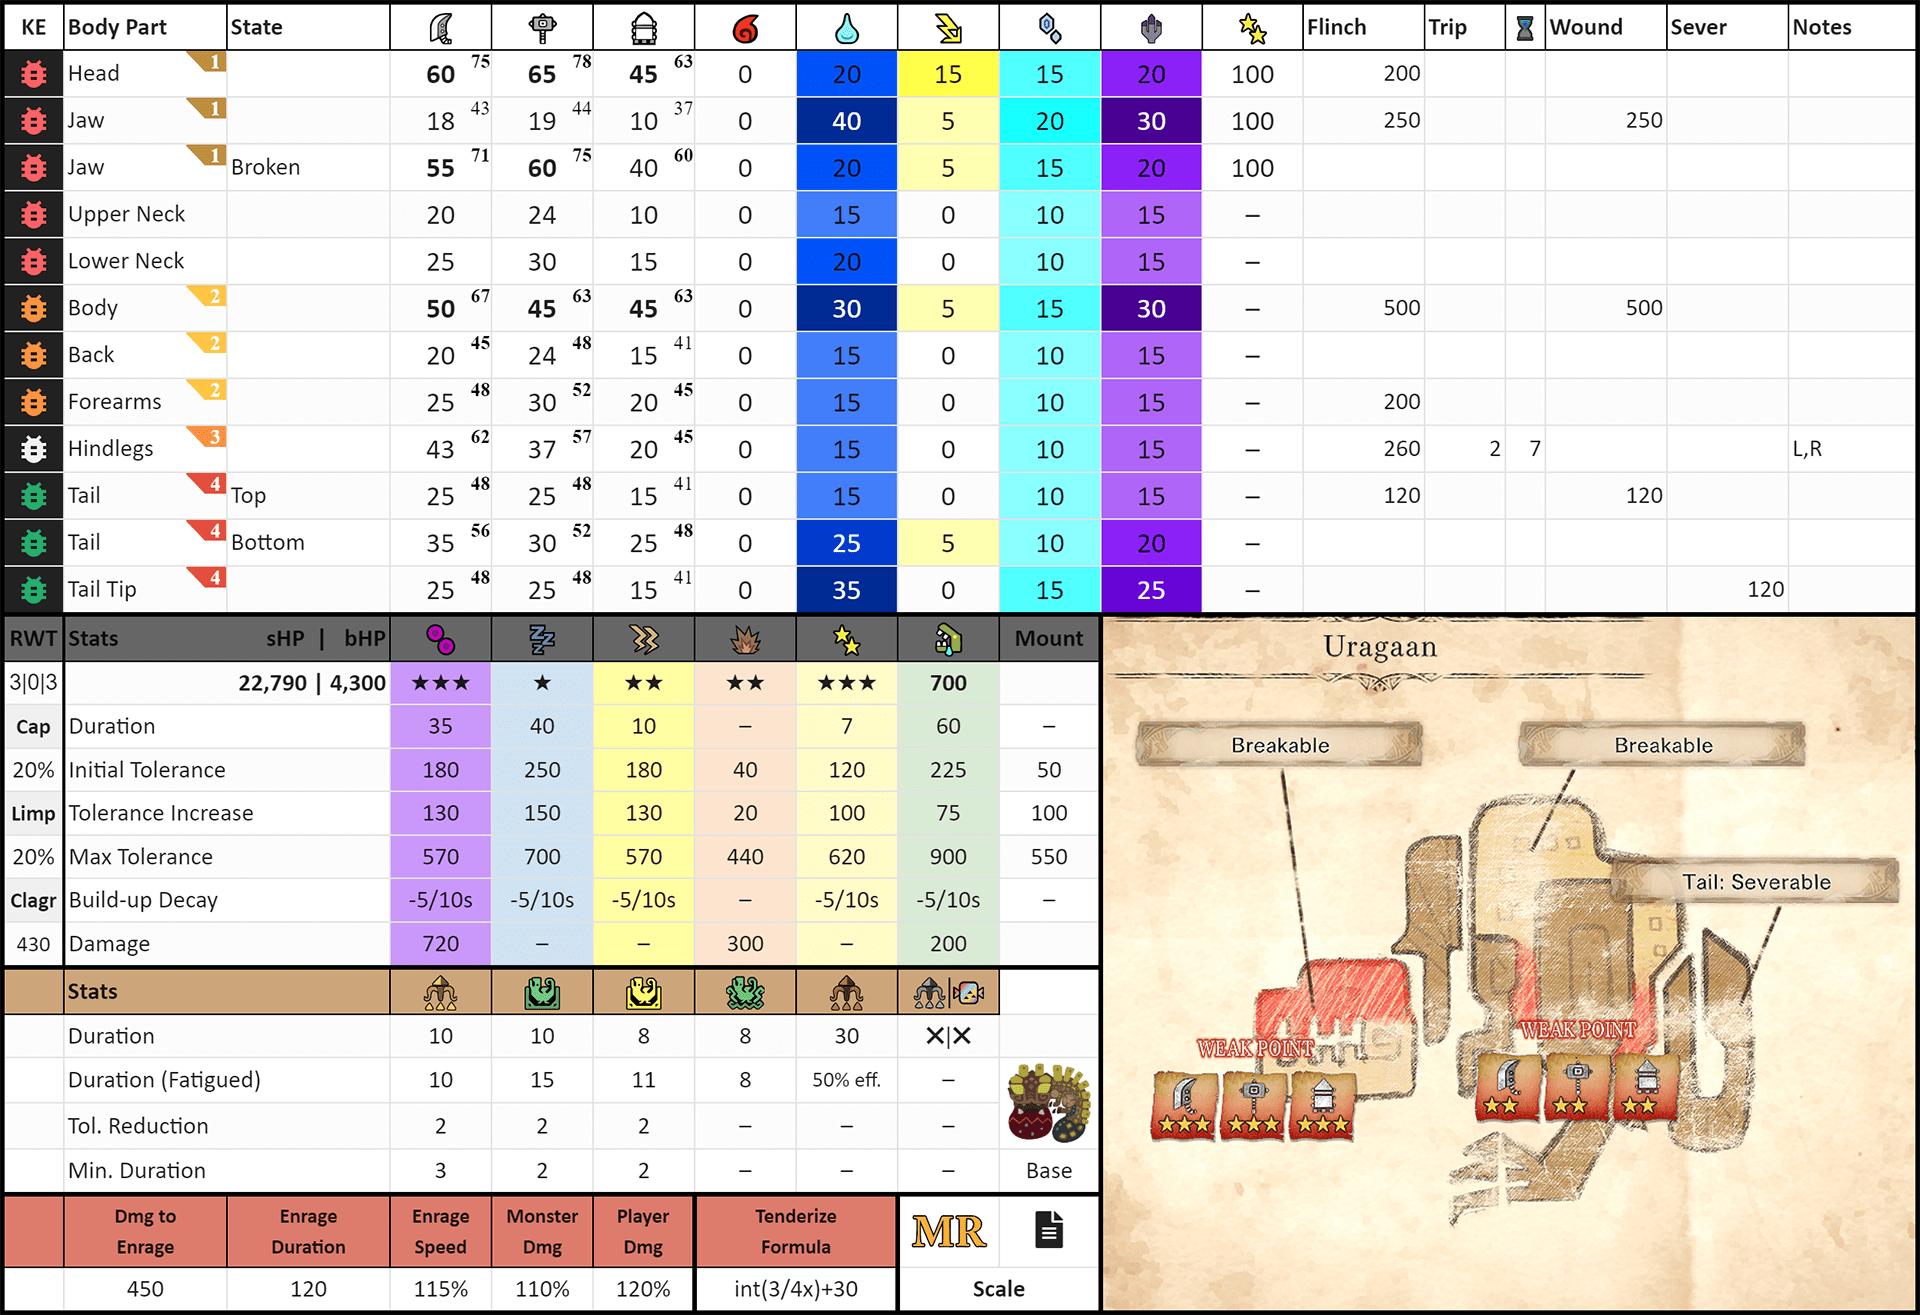 KE Body Part State Flinch Trip Wound Sever Notes
Head 1 60 75 65 78 45 63 0 20 15 15 20 100 200
Jaw 1 18 43 19 44 10 37 0 40 5 20 30 100 250 250
Jaw 1 Broken 55 71 60 75 40 60 0 20 5 15 20 100
Upper Neck 20 24 10 0 15 0 10 15 –
Lower Neck 25 30 15 0 20 0 10 15 –
Body 2 50 67 45 63 45 63 0 30 5 15 30 – 500 500
Back 2 20 45 24 48 15 41 0 15 0 10 15 –
Forearms 2 25 48 30 52 20 45 0 15 0 10 15 – 200
Hindlegs 3 43 62 37 57 20 45 0 15 0 10 15 – 260 2 7 L,R
Tail 4 Top 25 48 25 48 15 41 0 15 0 10 15 – 120 120
Tail 4 Bottom 35 56 30 52 25 48 0 25 5 10 20 –
Tail Tip 4 25 48 25 48 15 41 0 35 0 15 25 – 120
RWT Stats sHP | bHP Mount
3|0|3 22,790 | 4,300 ★★★ ★ ★★ ★★ ★★★ 700
Cap Duration 35 40 10 – 7 60 –
20% Initial Tolerance 180 250 180 40 120 225 50
Limp Tolerance Increase 130 150 130 20 100 75 100
20% Max Tolerance 570 700 570 440 620 900 550
Clagr Build-up Decay -5/10s -5/10s -5/10s – -5/10s -5/10s –
430 Damage 720 – – 300 – 200
Stats
Duration 10 10 8 8 30 ✕|✕
Duration (Fatigued) 10 15 11 8 50% eff. –
Tol. Reduction 2 2 2 – – –
Min. Duration 3 2 2 – – – Base
Dmg to Enrage Enrage Duration Enrage Speed Monster Dmg Player Dmg Tenderize Formula MR
450 120 115% 110% 120% int(3/4x)+30 Scale
Uragaan
Breakable Breakable
Tail: Severable
WEAK POINT
WEAK POINT